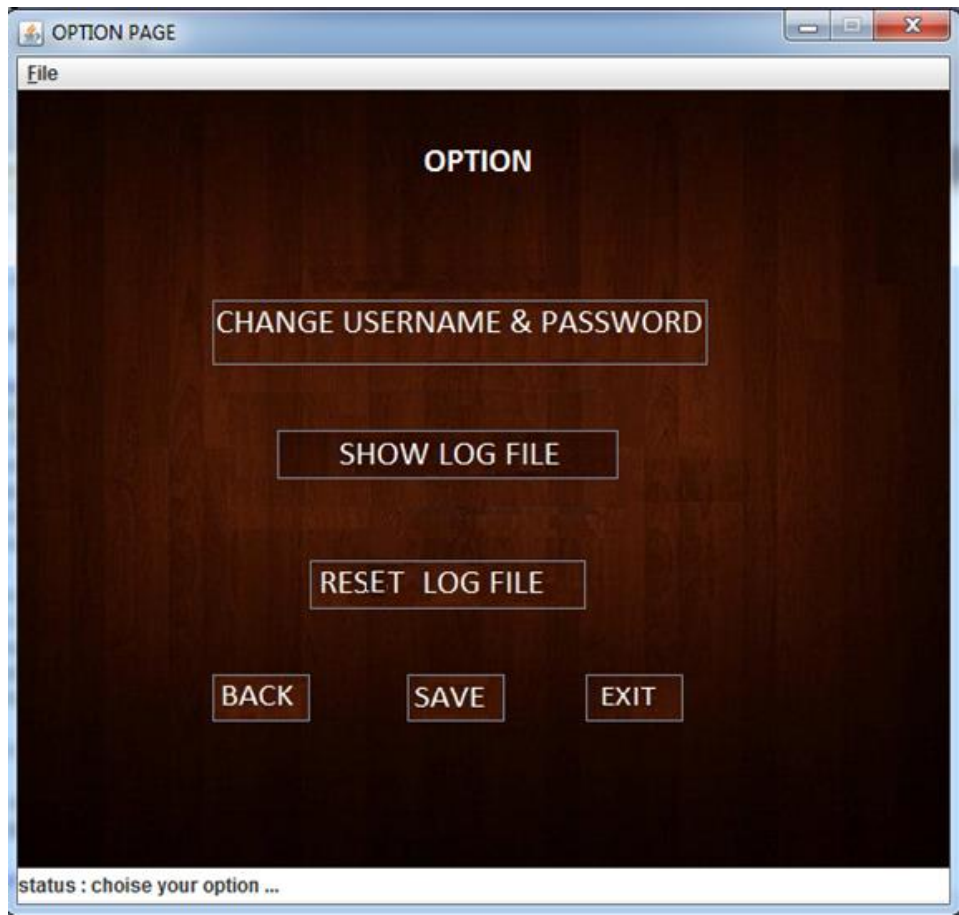 OPTION PAGE
File
OPTION
CHANGE USERNAME & PASSWORD
SHOW LOG FILE
RESET LOG FILE
BACK SAVE EXIT
status : choise your option ...